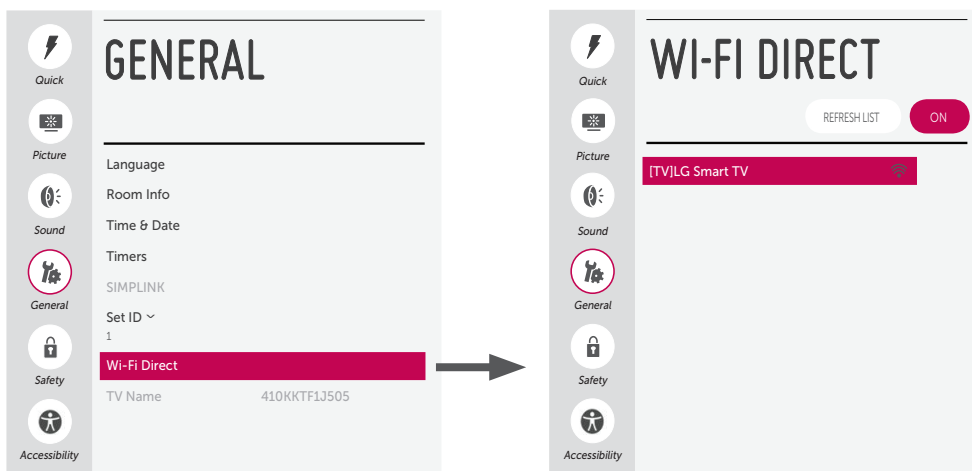 GENERAL
Quick
Picture
Sound
General
Safety
Accessibility
Language
Room Info
Time & Date
Timers
SIMPLINK
Set ID
1
Wi-Fi Direct
TV Name 410KKTF1J505
WI-FI DIRECT
REFRESH LIST ON
Quick
Picture
Sound
General
Safety
Accessibility
[TV]LG Smart TV